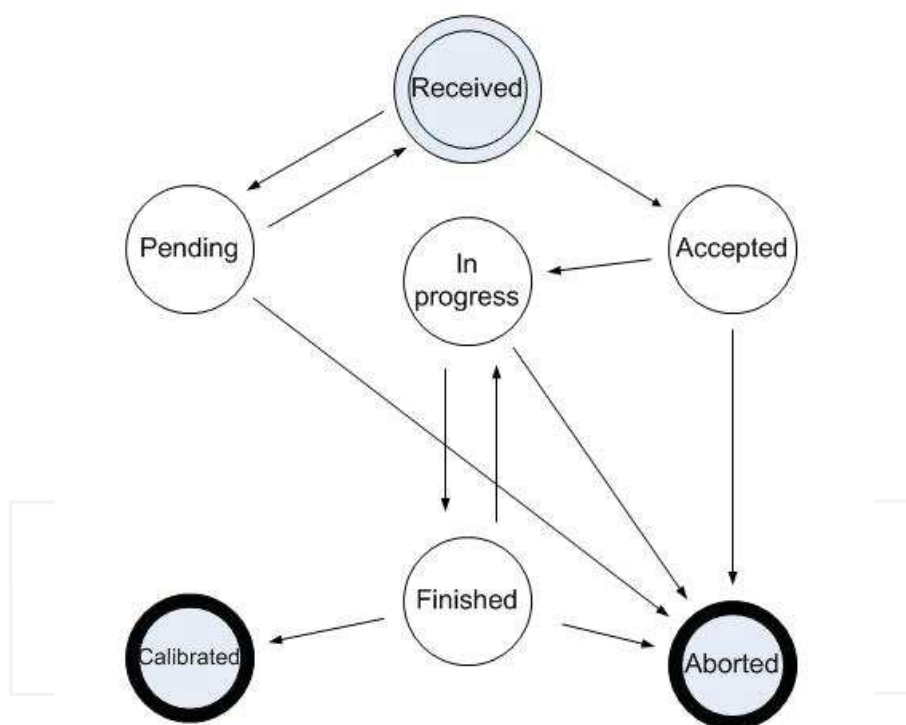 Received
Pending
Accepted
In
progress
Finished
Calibrated
Aborted